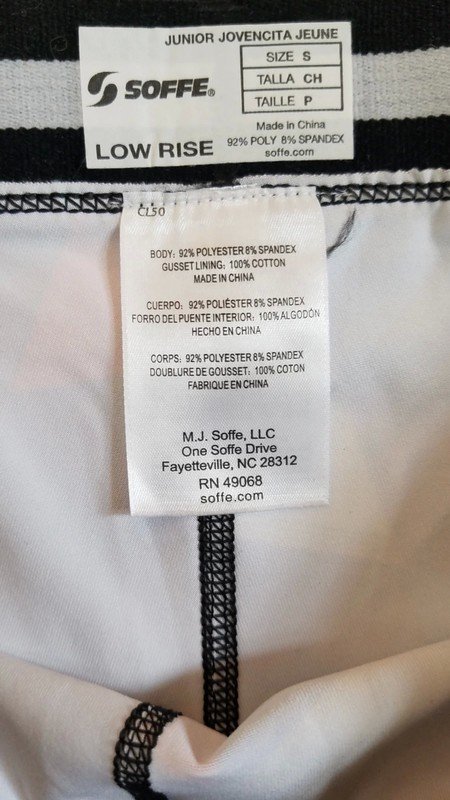 JUNIOR JOVENCITA JEUNE
SOFFE®
SIZE S
TALLA CH
TAILLE P
LOW RISE
Made in China
92% POLY 8% SPANDEX
soffe.com
CL50
BODY: 92% POLYESTER 8% SPANDEX
GUSSET LINING: 100% COTTON
MADE IN CHINA
CUERPO: 92% POLIÉSTER 8% SPANDEX
FORRO DEL PUENTE INTERIOR: 100% ALGODÓN
HECHO EN CHINA
CORPS: 92% POLYESTER 8% SPANDEX
DOUBLURE DE GOUSSET: 100% COTON
FABRIQUE EN CHINA
M.J. Soffe, LLC
One Soffe Drive
Fayetteville, NC 28312
RN 49068
soffe.com